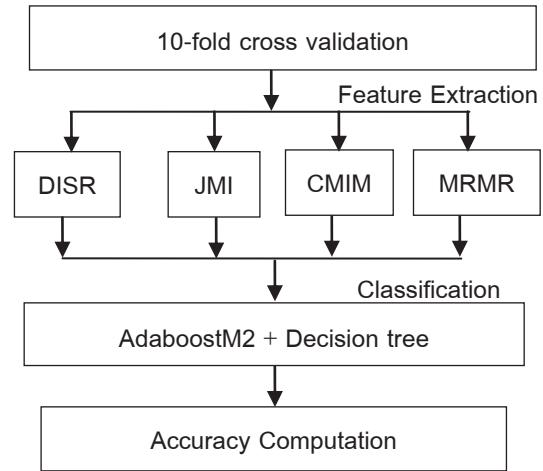 10-fold cross validation
Feature Extraction
DISR
JMI
CMIM
MRMR
Classification
AdaboostM2 + Decision tree
Accuracy Computation